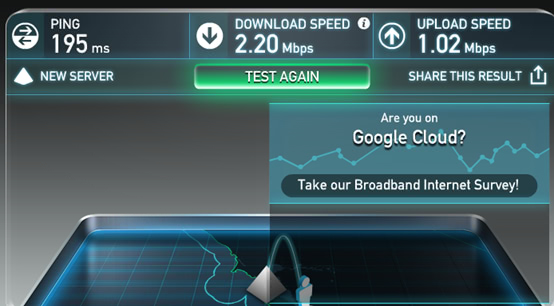 PING
195 ms
DOWNLOAD SPEED i
2.20 Mbps
UPLOAD SPEED
1.02 Mbps
NEW SERVER
TEST AGAIN
SHARE THIS RESULT
Are you on
Google Cloud?
Take our Broadband Internet Survey!